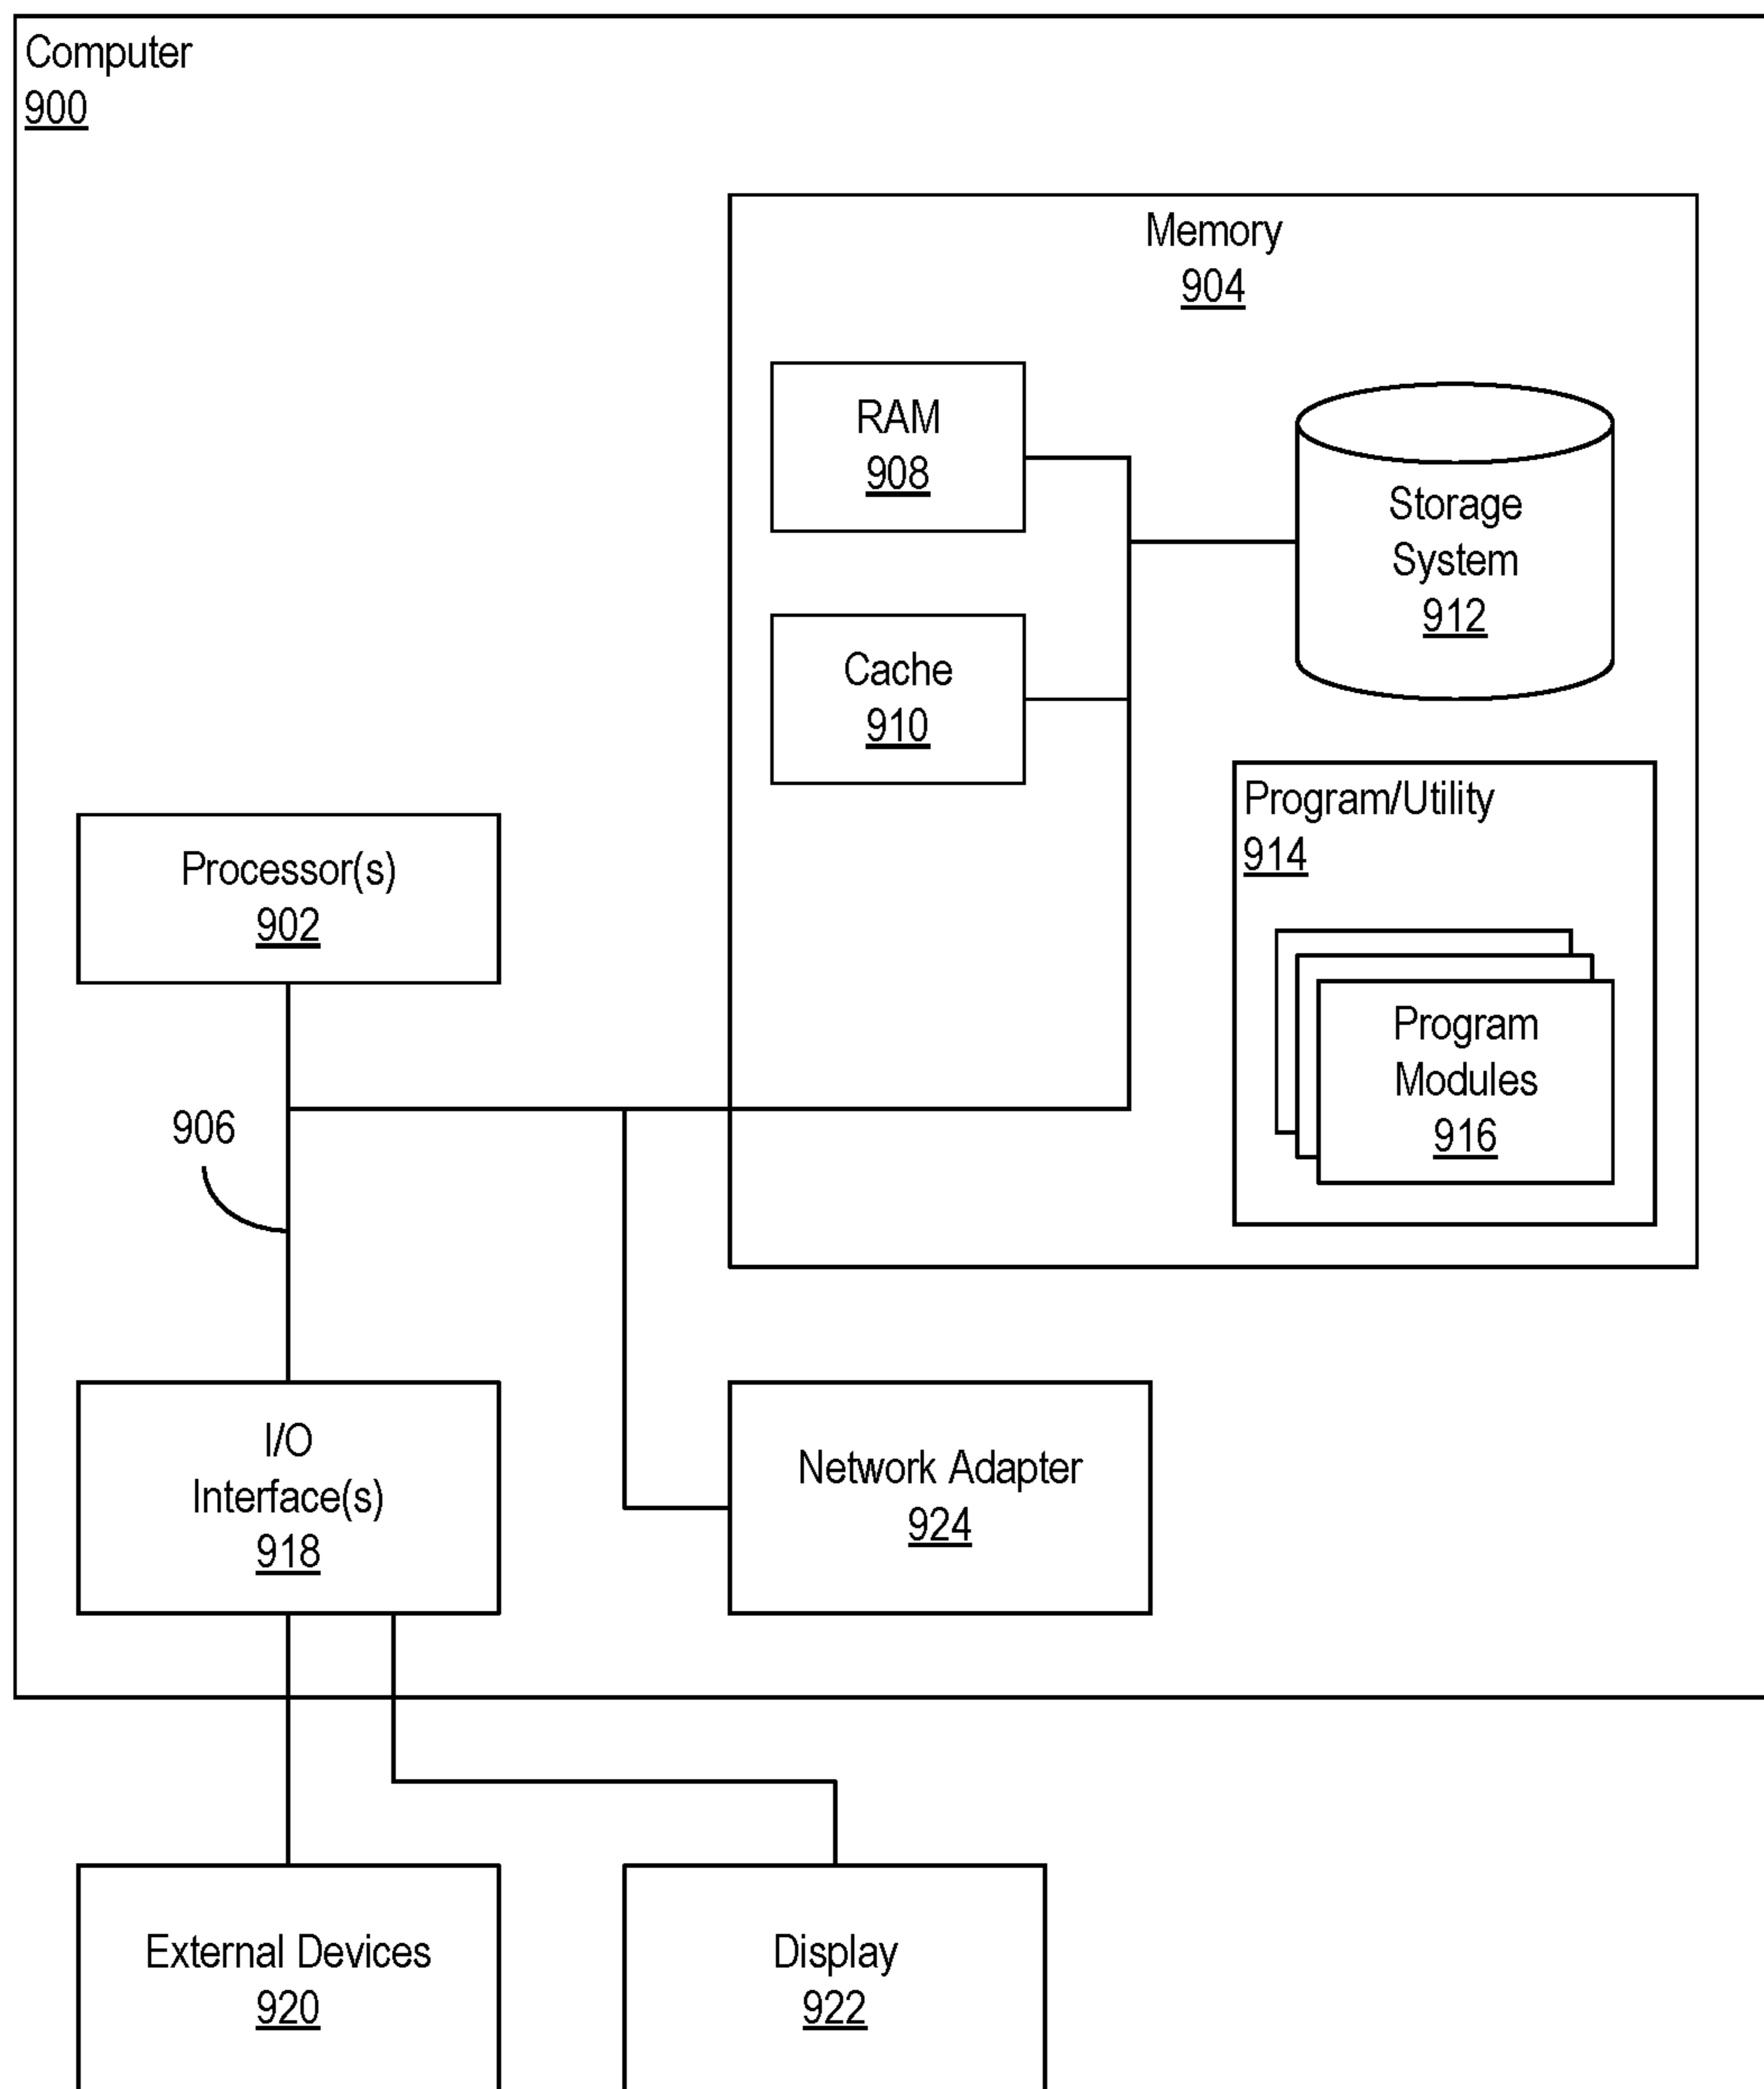 Computer
900
Memory
904
RAM
908
Storage
System
912
Cache
910
Program/Utility
914
Processor(s)
902
Program
Modules
916
906
I/O
Interface(s)
918
Network Adapter
924
External Devices
920
Display
922